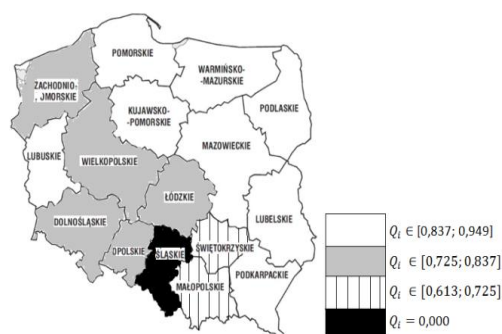 POMORSKIE
WARMIŃSKO-
MAZURSKIE
ZACHODNIO-
. JMORSKIE
PODLASKIE
KUJAWSKO-
-POMORSKIE
MAZOWIECKIE
LUBUSKIE
WIELKOPOLSKIE
ŁÓDZKIE
DOLNOŚLĄSKIE
LUBELSKIE
OPOLSKIE
ŚLĄSKIE
ŚWIĘTOKRZYSKIE
MAŁOPOLSKIE
PODKARPACKIE
Qᵢ ∈ [0,837; 0,949]
Qᵢ ∈ [0,725; 0,837]
Qᵢ ∈ [0,613; 0,725]
Qᵢ = 0,000